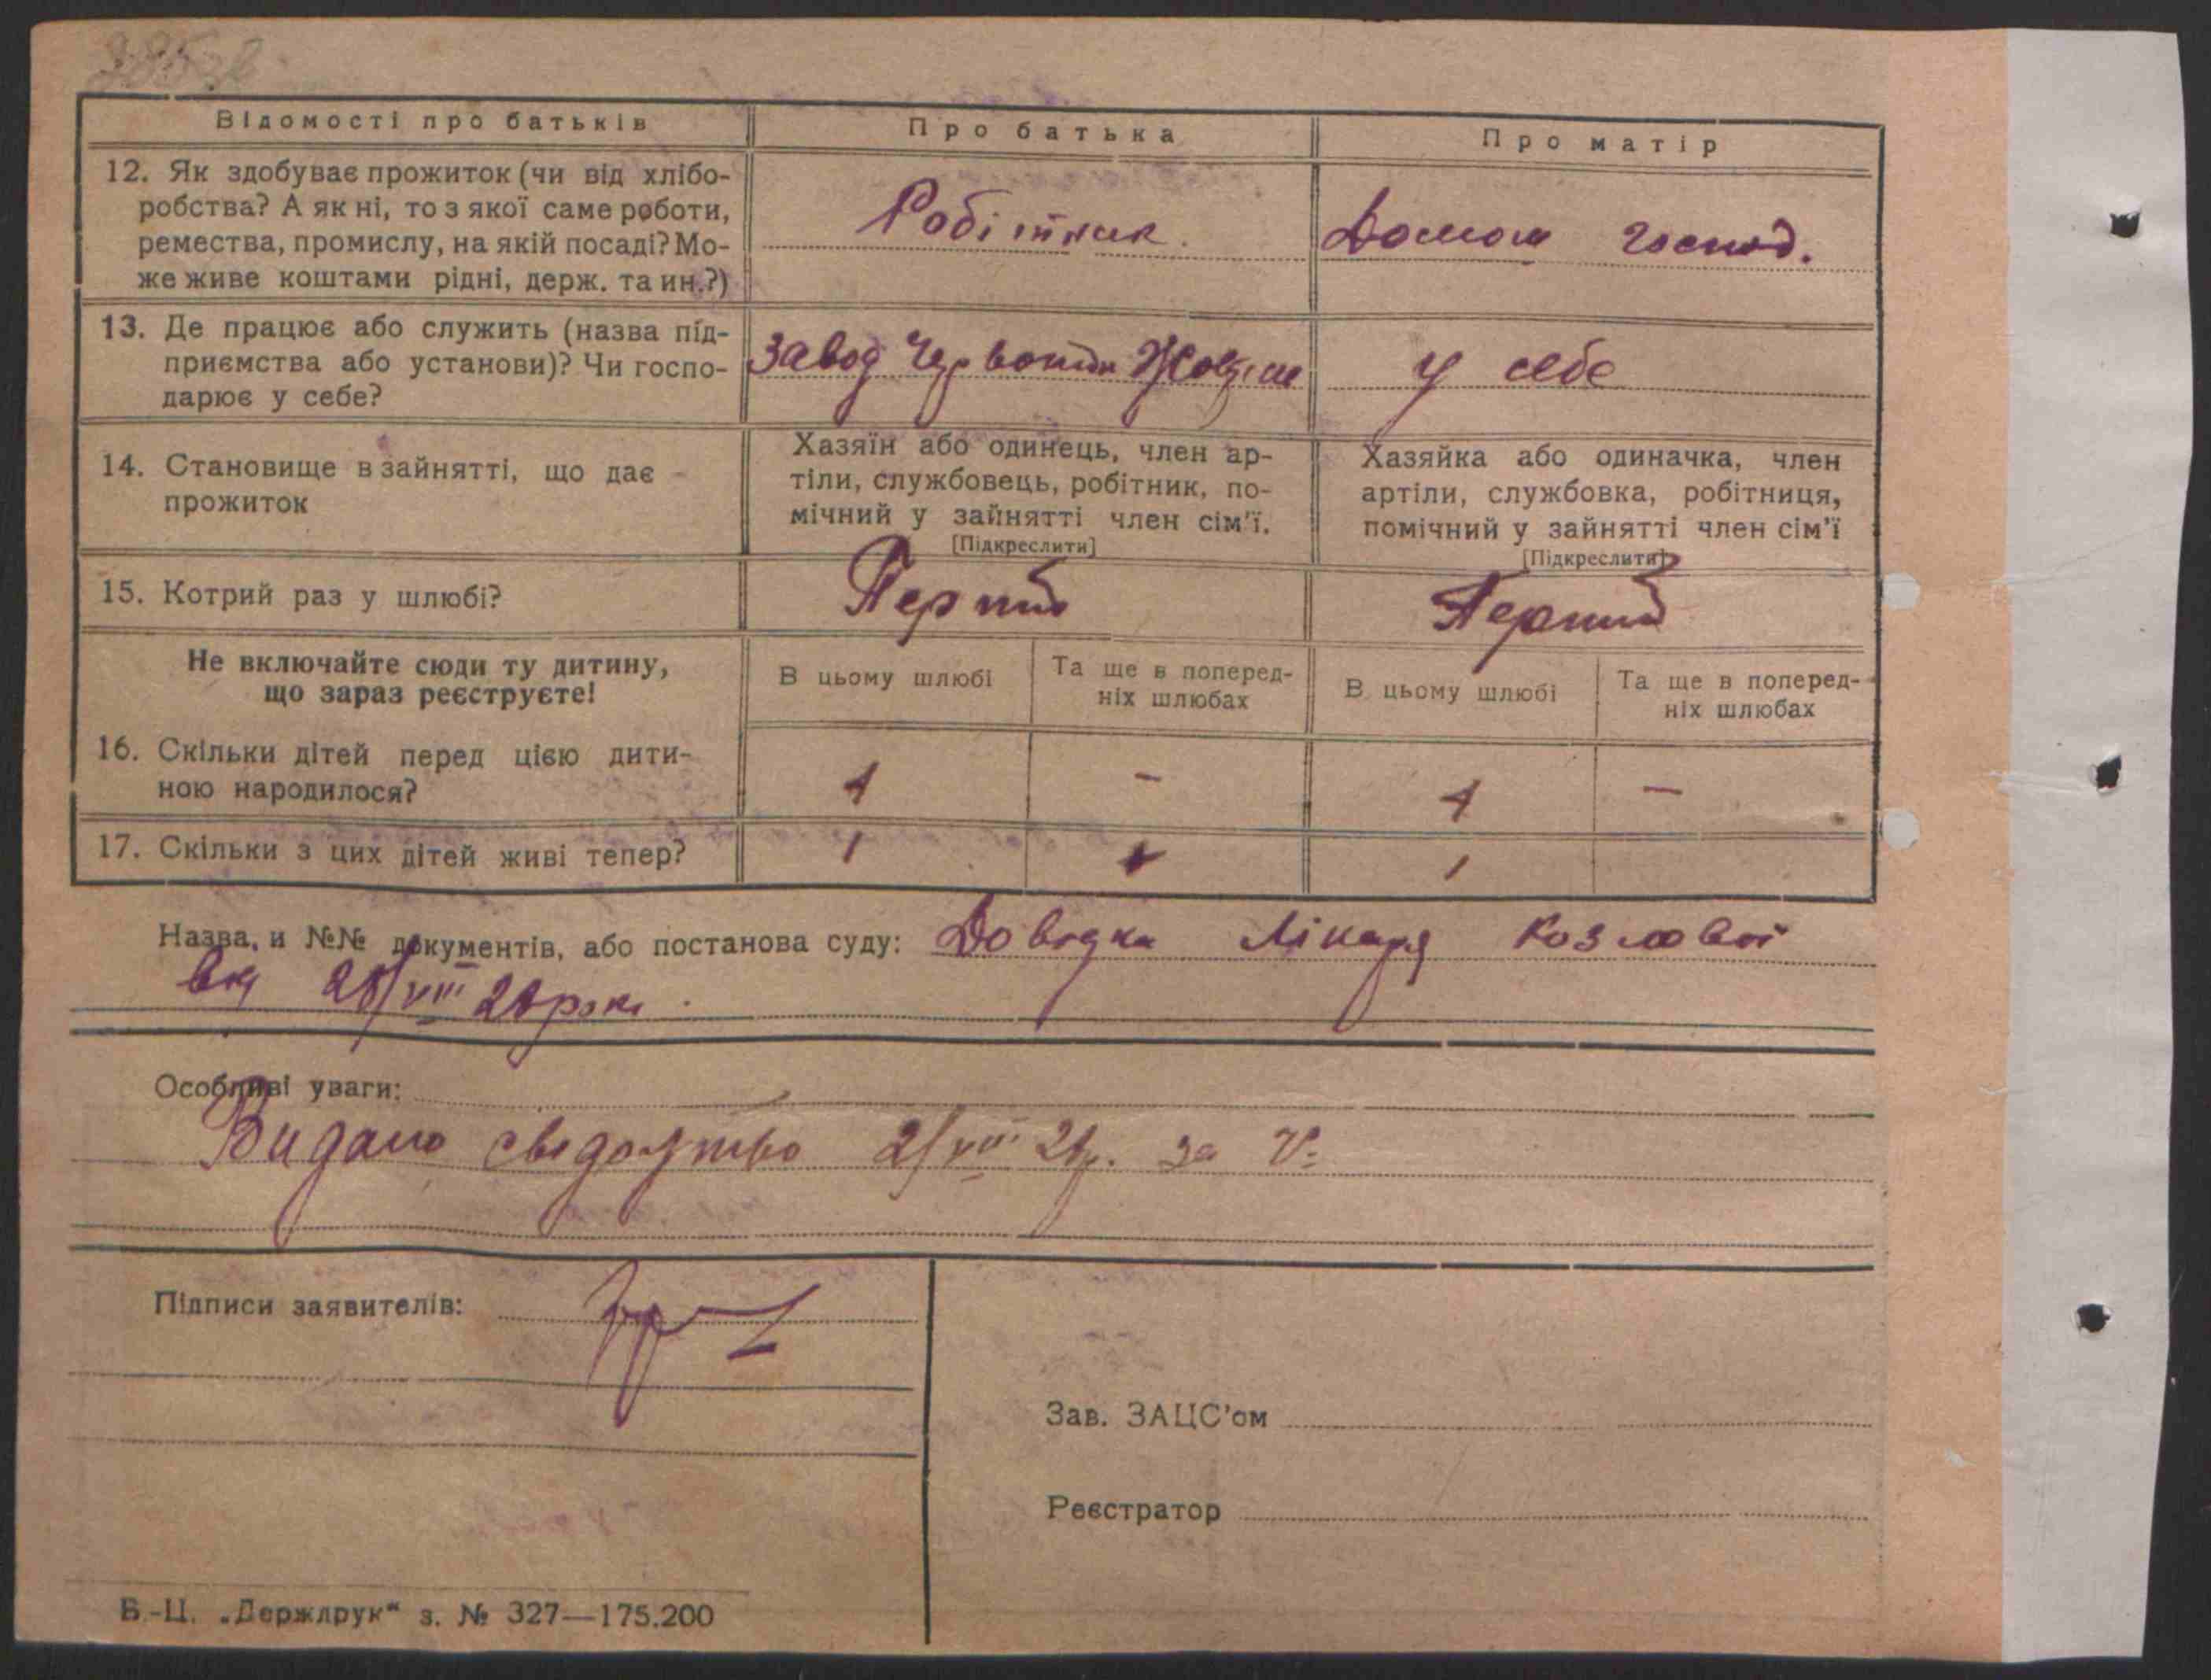 Відомості про батьків
Про батька
Про матір
12. Як здобуває прожиток (чи від хлібо-
робства? А як ні, то з якої саме роботи,
ремества, промислу, на якій посаді? Мо-
же живе коштами рідні, держ. та ин.?)
Робітник.
Домом господ.
13. Де працює або служить (назва під-
приємства або установи)? Чи госпо-
дарює у себе?
Завод Червоний
у себе
14. Становище в зайнятті, що дає
прожиток
Хазяїн або одинець, член ар-
тіли, службовець, робітник, по-
мічний у зайнятті член сім'ї.
[Підкреслити]
Хазяйка або одиначка, член
артіли, службовка, робітниця,
помічний у зайнятті член сім'ї
[Підкреслити]
15. Котрий раз у шлюбі?
Перший
Перший
Не включайте сюди ту дитину,
що зараз реєструєте!
В цьому шлюбі
Та ще в поперед-
ніх шлюбах
В цьому шлюбі
Та ще в поперед-
ніх шлюбах
16. Скільки дітей перед цією дити-
ною народилося?
1
-
1
-
17. Скільки з цих дітей живі тепер?
1
1
Назва, и №№ документів, або постанова суду: Довідка Лікаря Козлової
від VIII роки
Особливі уваги:
Видано свідоцтво за №
Підписи заявителів:
Зав. ЗАЦС'ом
Реєстратор
Б.-Ц. „Держдрук“ з. № 327—175.200